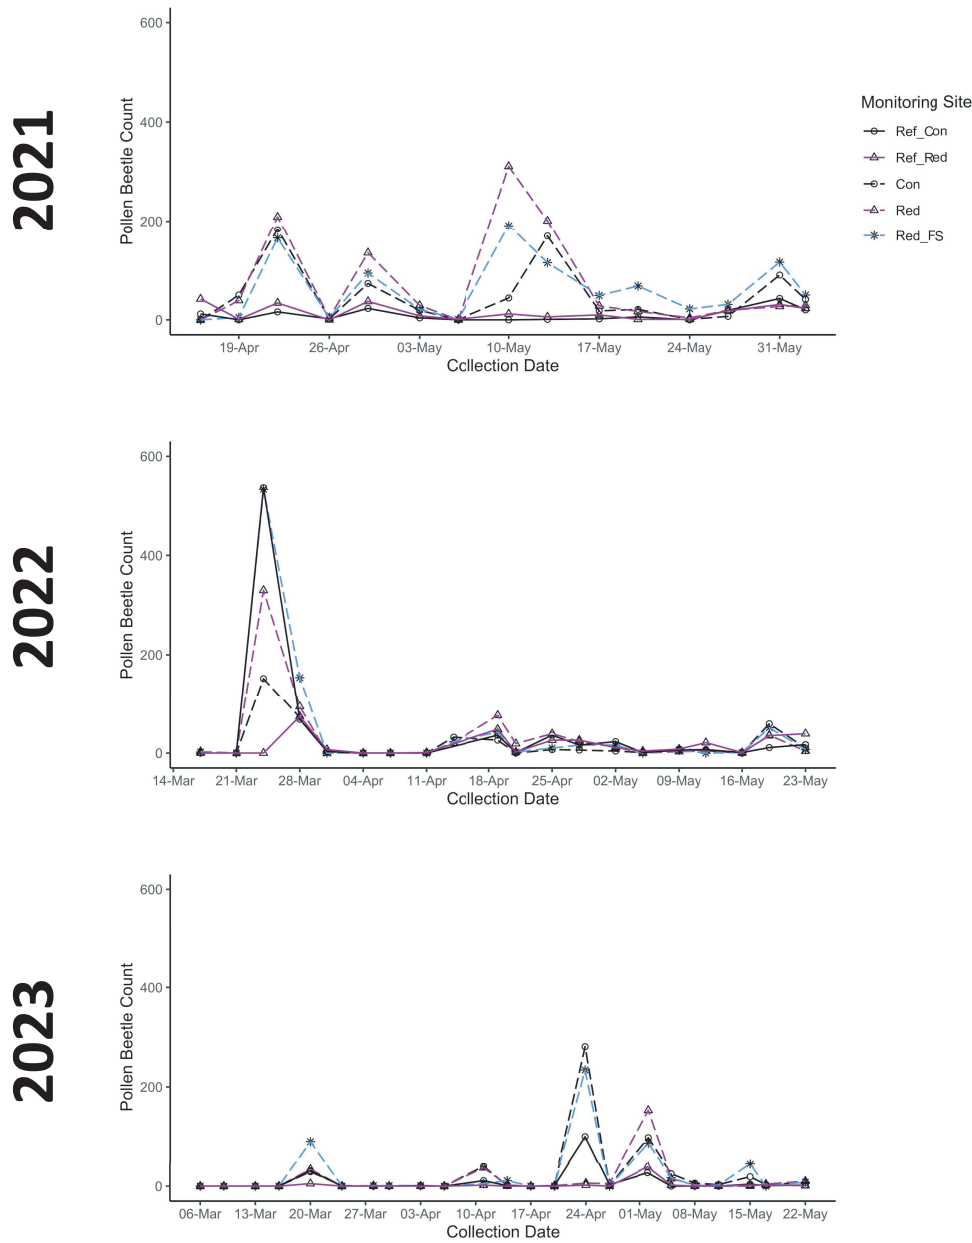 2021
Pollen Beetle Count
600
400
200
0
19-Apr 26-Apr 03-May 10-May 17-May 24-May 31-May
Collection Date
Monitoring Site
Ref_Con
Ref_Red
Con
Red
Red_FS
2022
Pollen Beetle Count
600
400
200
0
14-Mar 21-Mar 28-Mar 04-Apr 11-Apr 18-Apr 25-Apr 02-May 09-May 16-May 23-May
Collection Date
2023
Pollen Beetle Count
600
400
200
0
06-Mar 13-Mar 20-Mar 27-Mar 03-Apr 10-Apr 17-Apr 24-Apr 01-May 08-May 15-May 22-May
Collection Date